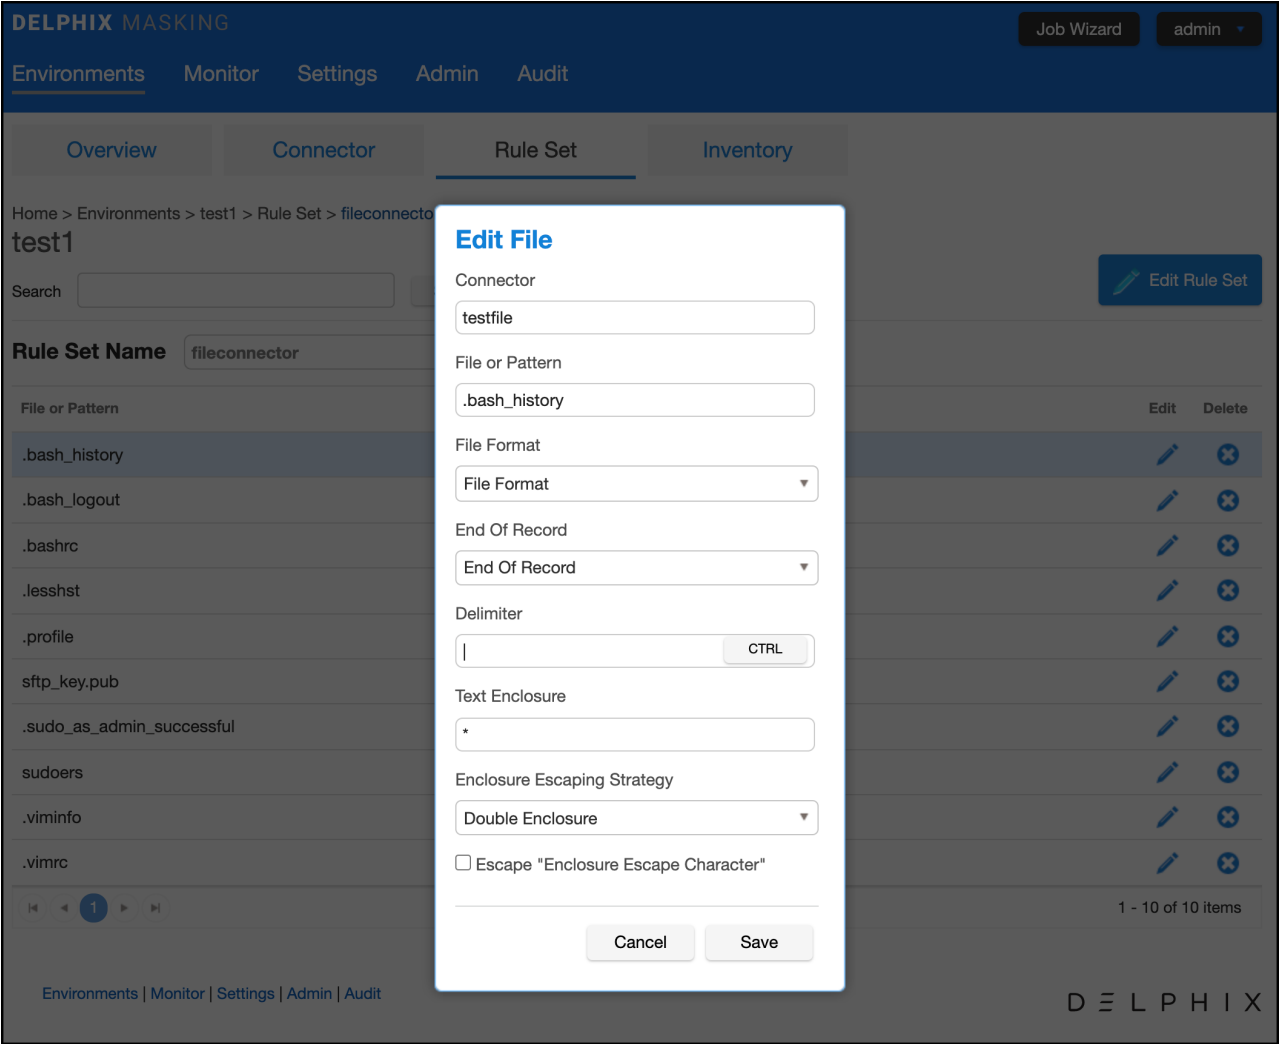 DELPHIX MASKING
Job Wizard
admin
Environments Monitor Settings Admin Audit
Overview Connector Rule Set Inventory
Home > Environments > test1 > Rule Set > fileconnecto
test1
Search
Edit Rule Set
Rule Set Name fileconnector
File or Pattern Edit Delete
.bash_history
.bash_logout
.bashrc
.lesshst
.profile
sftp_key.pub
.sudo_as_admin_successful
sudoers
.viminfo
.vimrc
1
1 - 10 of 10 items
Edit File
Connector
testfile
File or Pattern
.bash_history
File Format
File Format
End Of Record
End Of Record
Delimiter
|
CTRL
Text Enclosure
*
Enclosure Escaping Strategy
Double Enclosure
Escape "Enclosure Escape Character"
Cancel Save
Environments | Monitor | Settings | Admin | Audit
DELPHIX